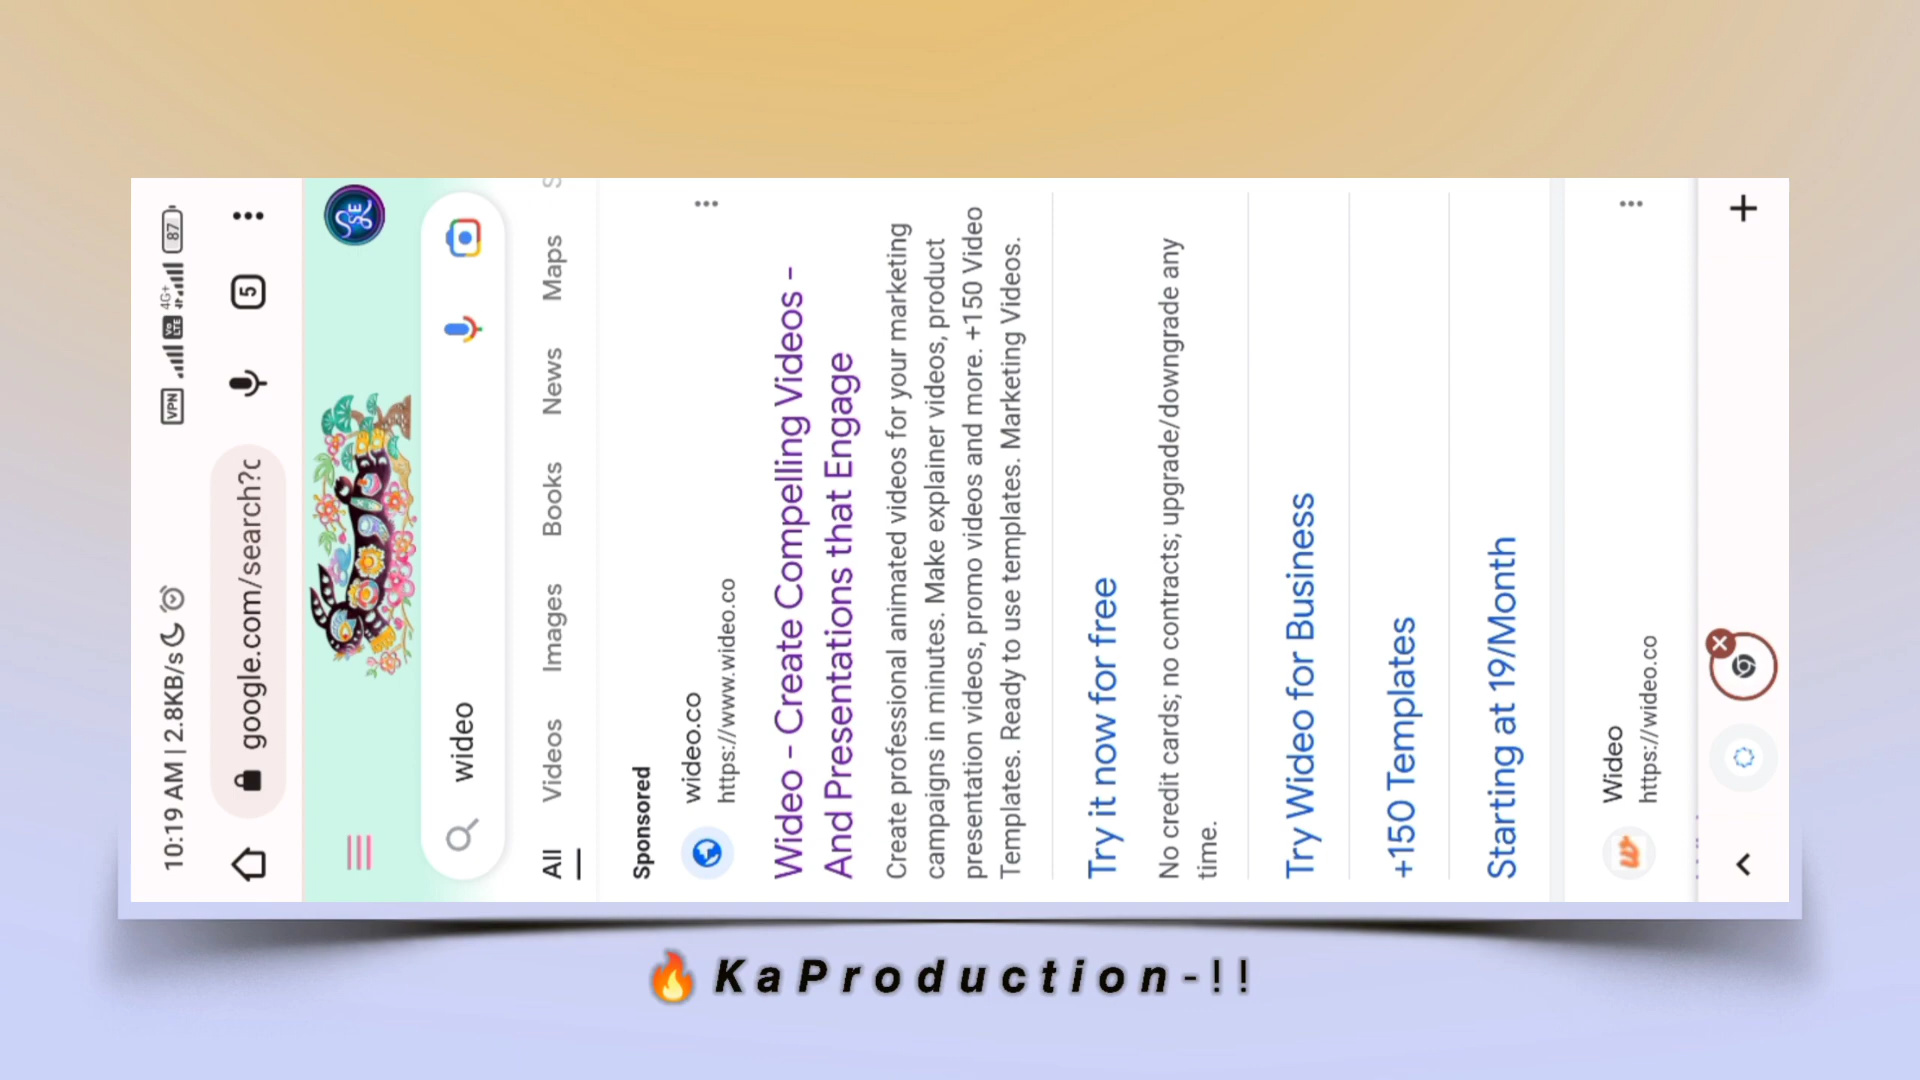 10:19 AM | 2.8KB/s VPN Vo LTE 4G+ 87
google.com/search?c 5
wideo
All Videos Images Books News Maps S
Sponsored
wideo.co
https://www.wideo.co
Wideo - Create Compelling Videos -
And Presentations that Engage
Create professional animated videos for your marketing
campaigns in minutes. Make explainer videos, product
presentation videos, promo videos and more. +150 Video
Templates. Ready to use templates. Marketing Videos.
Try it now for free
No credit cards; no contracts; upgrade/downgrade any
time.
Try Wideo for Business
+150 Templates
Starting at 19/Month
Wideo
https://wideo.co
🔥 KaProduction-!!